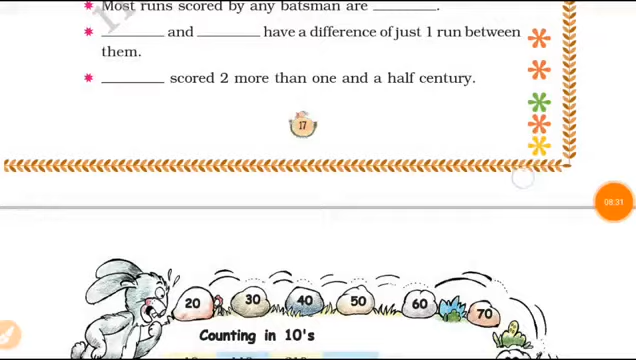 Most runs scored by any batsman are ________.
________ and ________ have a difference of just 1 run between
them.
________ scored 2 more than one and a half century.
17
08:31
20 30 40 50 60 70
Counting in 10's